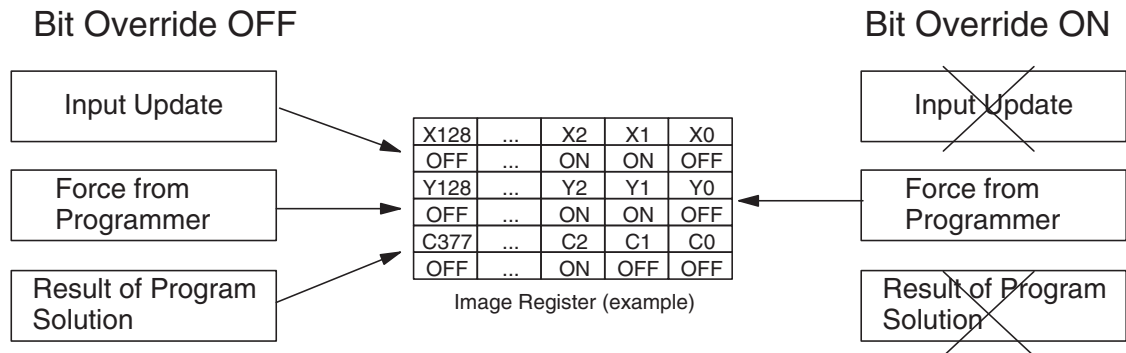 Bit Override OFF
Bit Override ON
Input Update
Force from
Programmer
Result of Program
Solution
X128 ... X2 X1 X0
OFF ... ON ON OFF
Y128 ... Y2 Y1 Y0
OFF ... ON ON OFF
C377 ... C2 C1 C0
OFF ... ON OFF OFF
Image Register (example)
Input Update
Force from
Programmer
Result of Program
Solution